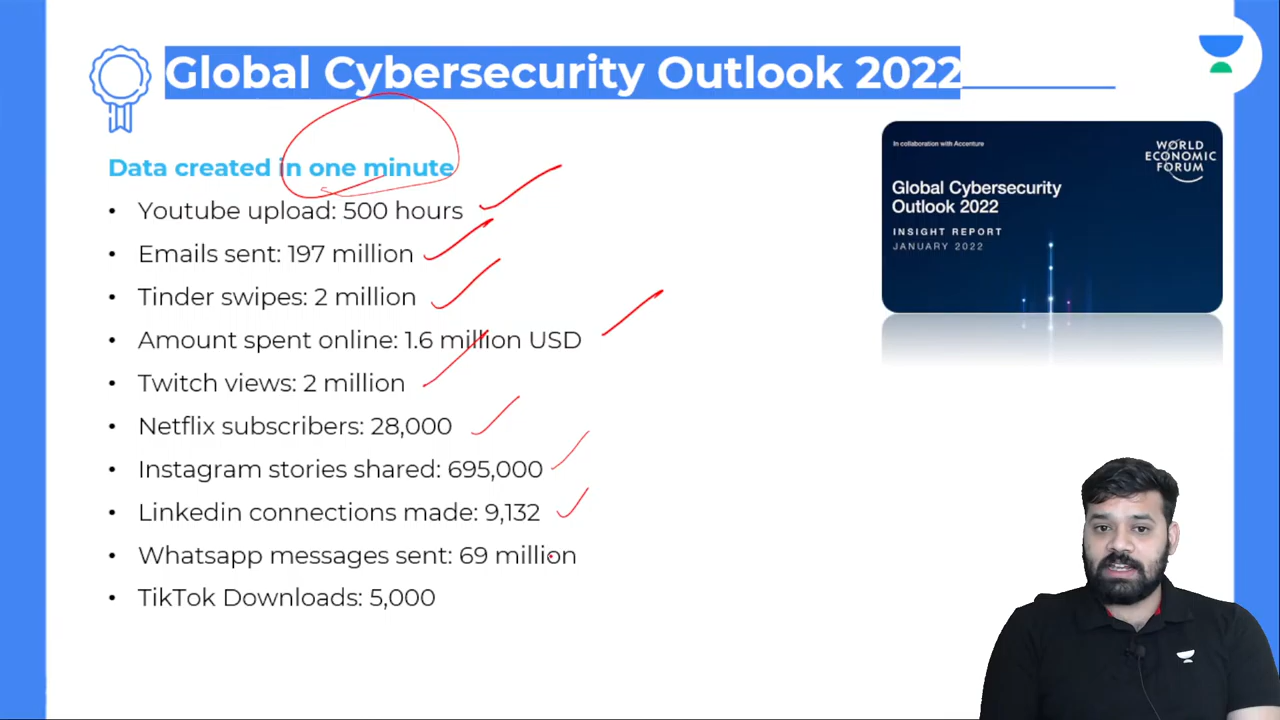 Global Cybersecurity Outlook 2022
Data created in one minute
• Youtube upload: 500 hours
• Emails sent: 197 million
• Tinder swipes: 2 million
• Amount spent online: 1.6 million USD
• Twitch views: 2 million
• Netflix subscribers: 28,000
• Instagram stories shared: 695,000
• Linkedin connections made: 9,132
• Whatsapp messages sent: 69 million
• TikTok Downloads: 5,000
In collaboration with Accenture
WORLD
ECONOMIC
FORUM
Global Cybersecurity
Outlook 2022
INSIGHT REPORT
JANUARY 2022